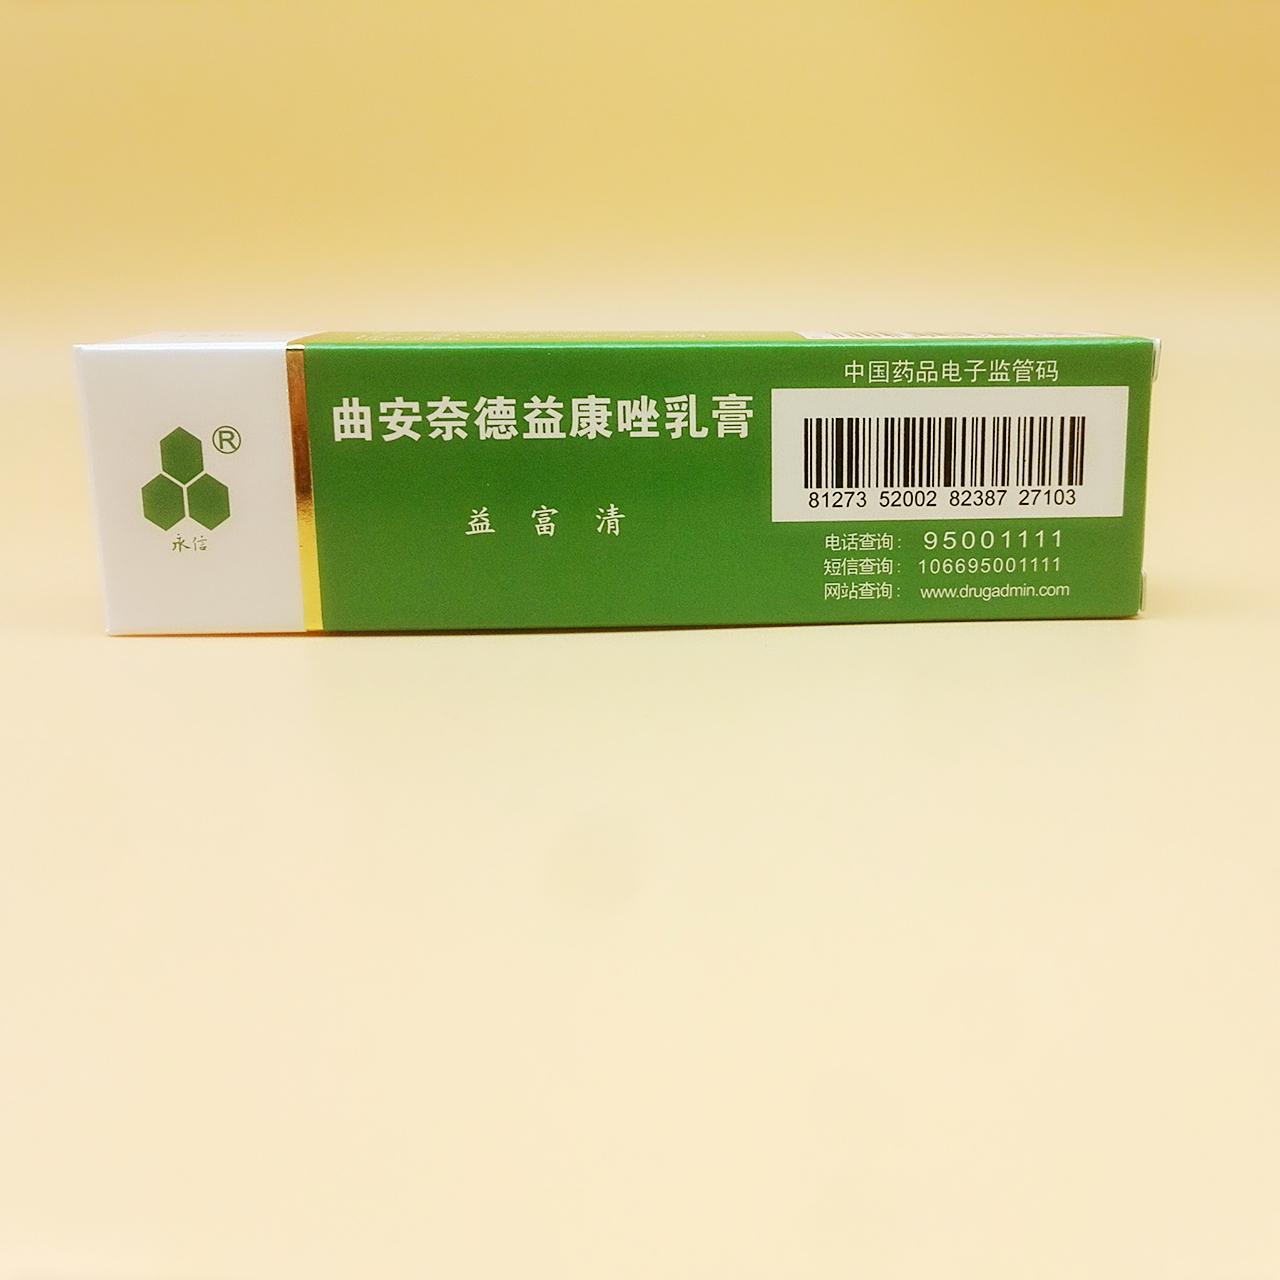 ®
永信
曲安奈德益康唑乳膏
益富清
中国药品电子监管码
81273 52002 82387 27103
电话查询: 95001111
短信查询: 106695001111
网站查询: www.drugadmin.com